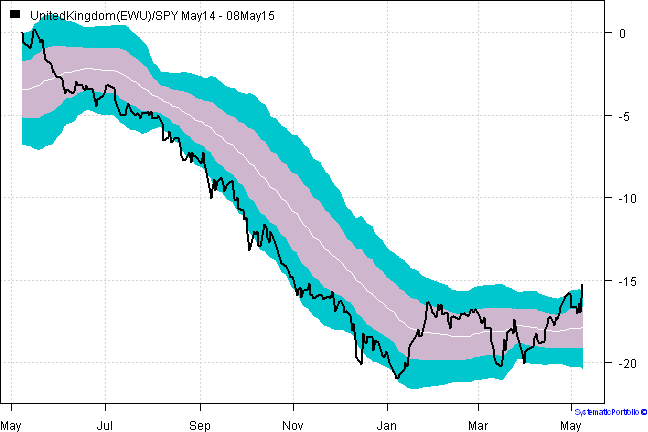 UnitedKingdom(EWU)/SPY May14 - 08May15
0
-5
-10
-15
-20
May Jul Sep Nov Jan Mar May
SystematicPortfolio ©